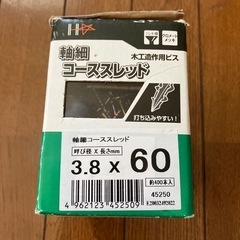 軸細
コーススレッド
木工造作用ビス
打ち込みやすい!
軸細コーススレッド
呼び径 X 長さmm
3.8 x 60
約400本入
45250
4 962123 452509